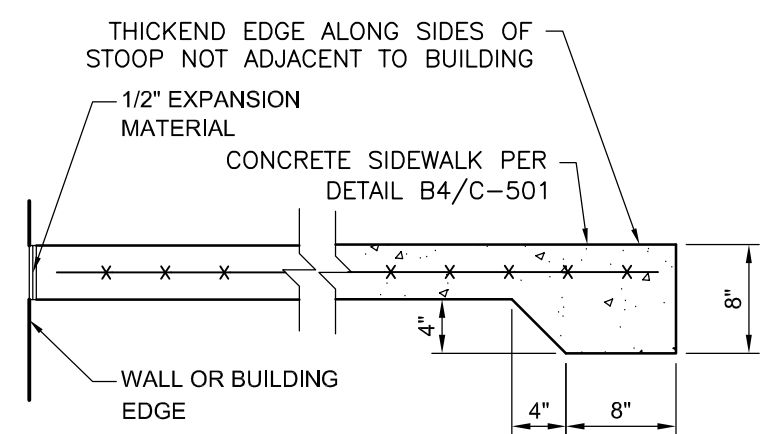 THICKEND EDGE ALONG SIDES OF
STOOP NOT ADJACENT TO BUILDING
1/2" EXPANSION
MATERIAL
CONCRETE SIDEWALK PER
DETAIL B4/C-501
8"
4"
WALL OR BUILDING
EDGE
4"
8"